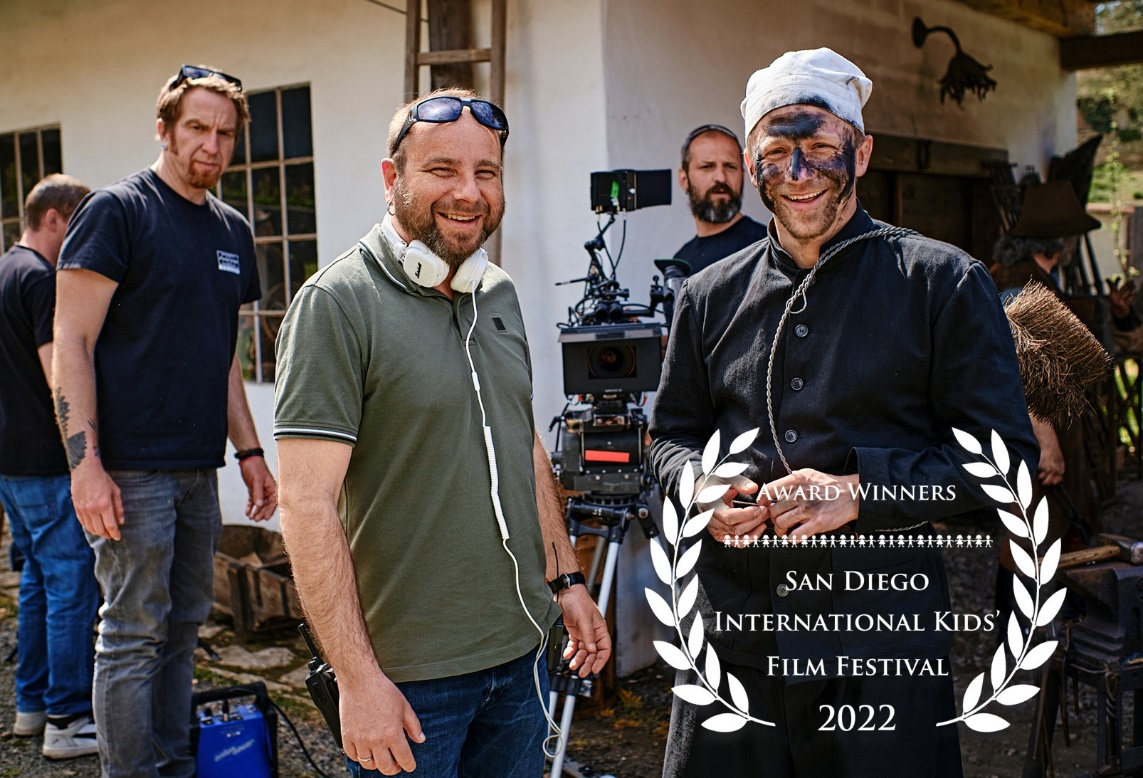 AWARD WINNERS
SAN DIEGO
INTERNATIONAL KIDS'
FILM FESTIVAL
2022